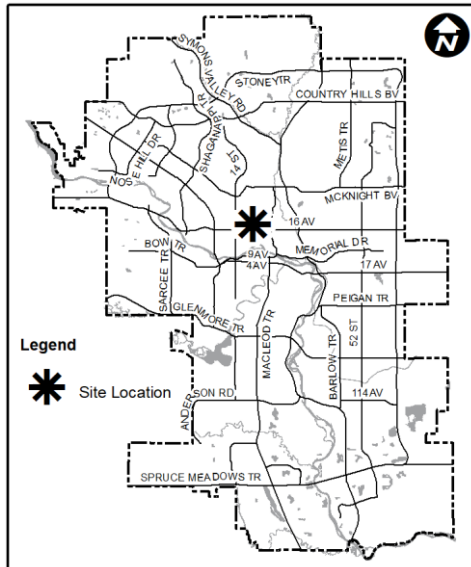 N
SYMONS VALLEY RD
STONEY TR
COUNTRY HILLS BV
SHAGANAPPI TR
METIS TR
14 ST
NOSE HILL DR
MCKNIGHT BV
16 AV
BOW TR
9 AV
4 AV
MEMORIAL DR
17 AV
SARCEE TR
PEIGAN TR
GLENMORE TR
MACLEOD TR
BARLOW TR
52 ST
Legend
Site Location
ANDERSON RD
114 AV
SPRUCE MEADOWS TR